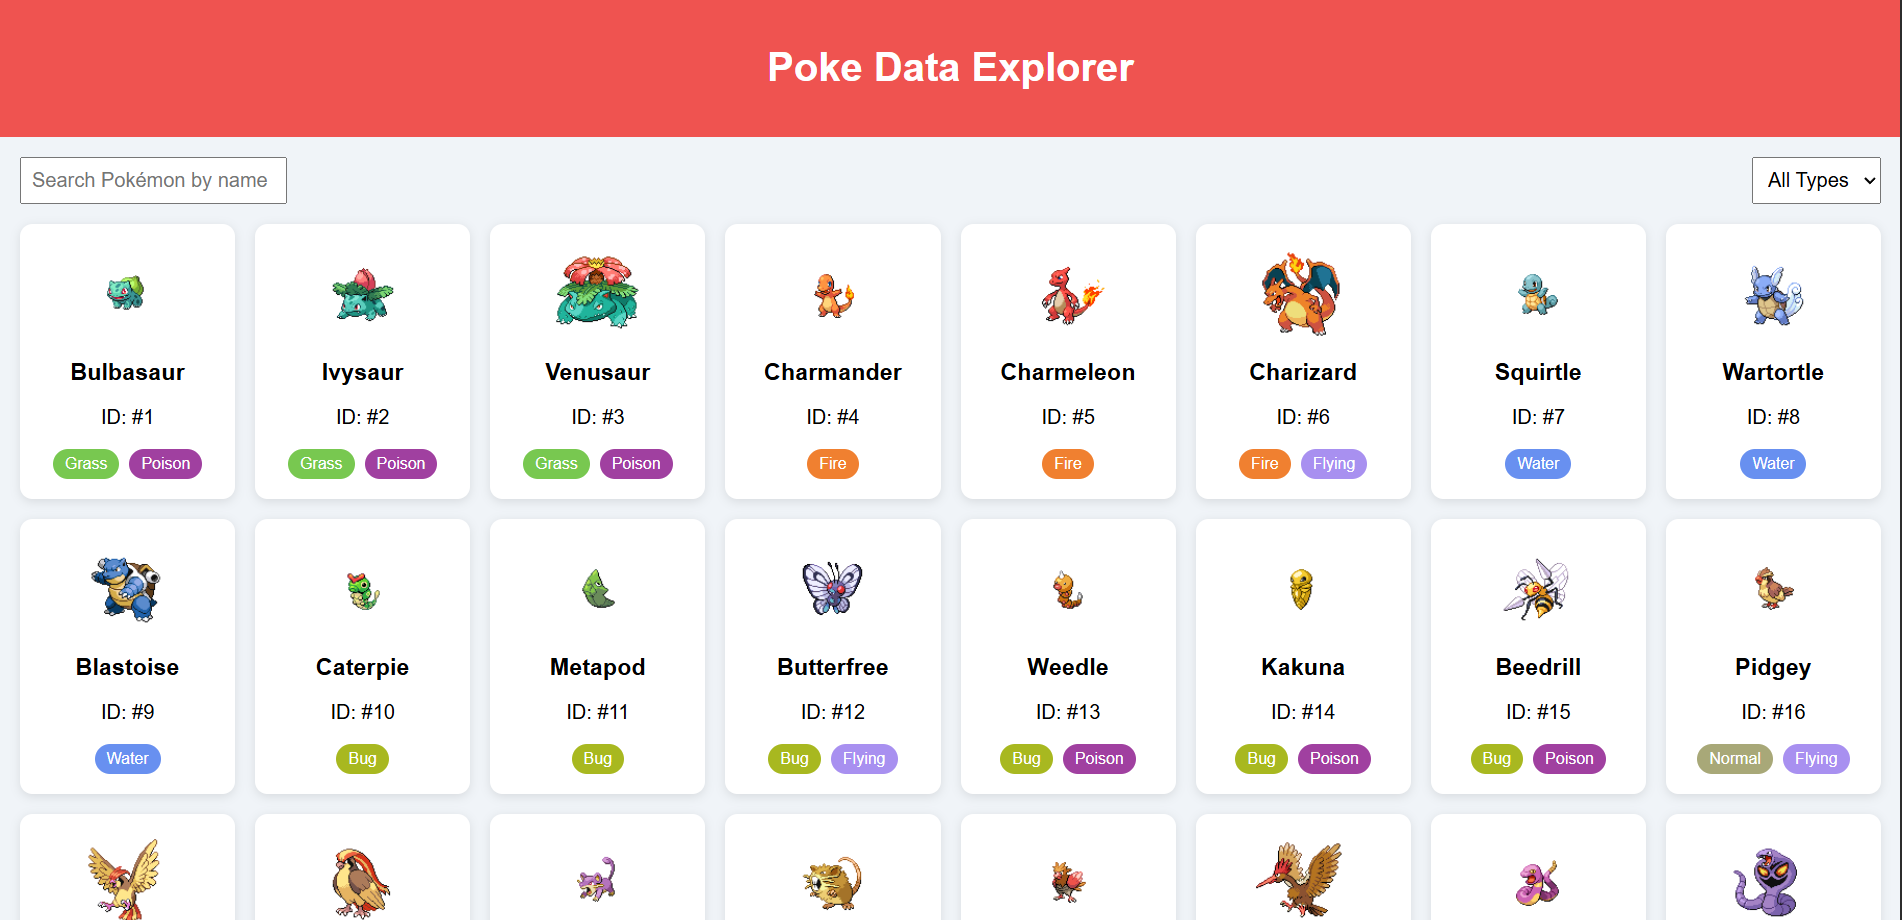 Poke Data Explorer
Search Pokémon by name
All Types
Bulbasaur
ID: #1
Grass Poison
Ivysaur
ID: #2
Grass Poison
Venusaur
ID: #3
Grass Poison
Charmander
ID: #4
Fire
Charmeleon
ID: #5
Fire
Charizard
ID: #6
Fire Flying
Squirtle
ID: #7
Water
Wartortle
ID: #8
Water
Blastoise
ID: #9
Water
Caterpie
ID: #10
Bug
Metapod
ID: #11
Bug
Butterfree
ID: #12
Bug Flying
Weedle
ID: #13
Bug Poison
Kakuna
ID: #14
Bug Poison
Beedrill
ID: #15
Bug Poison
Pidgey
ID: #16
Normal Flying